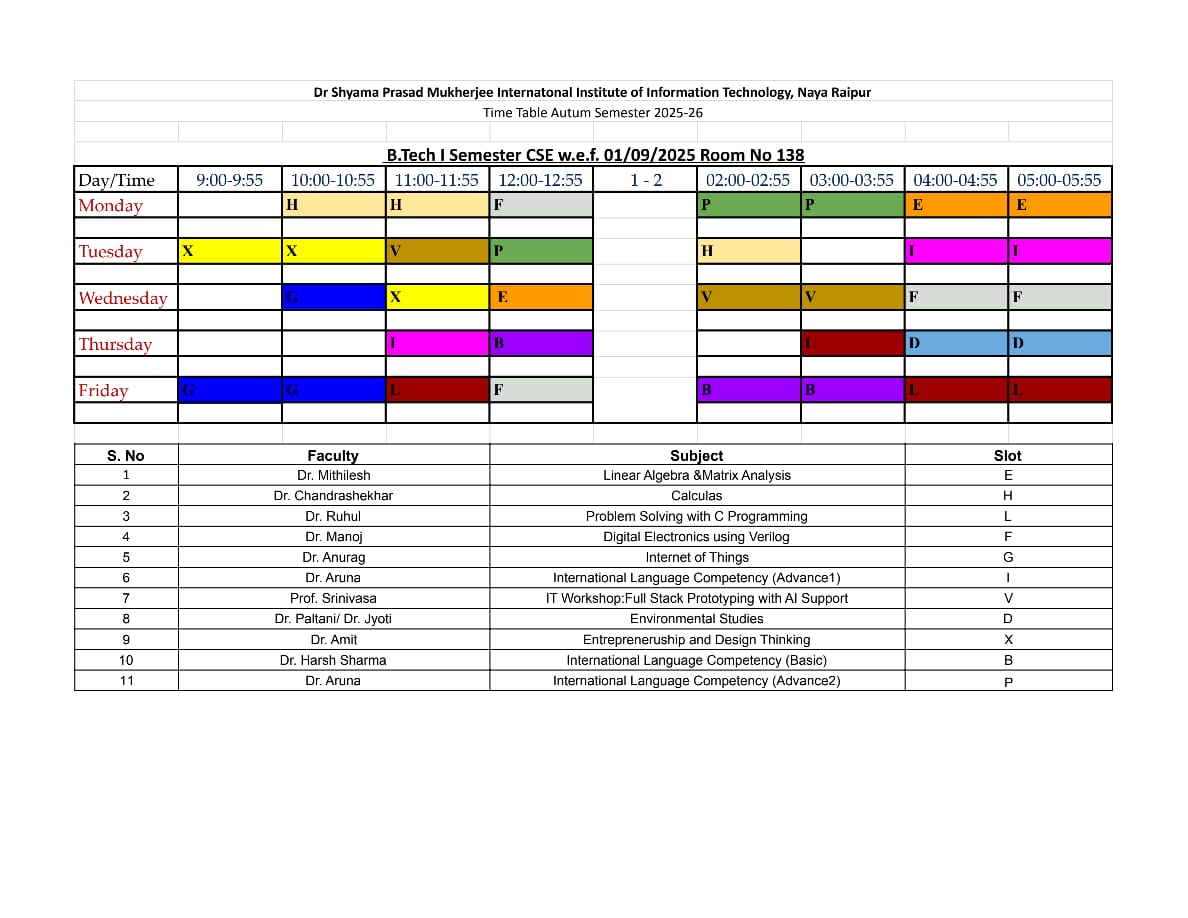 Dr Shyama Prasad Mukherjee Internatonal Institute of Information Technology, Naya Raipur
Time Table Autum Semester 2025-26
B.Tech I Semester CSE w.e.f. 01/09/2025 Room No 138
Day/Time 9:00-9:55 10:00-10:55 11:00-11:55 12:00-12:55 1 - 2 02:00-02:55 03:00-03:55 04:00-04:55 05:00-05:55
Monday H H F P P E E
Tuesday X X V P H I I
Wednesday G X E V V F F
Thursday I B L D D
Friday G G L F B B L L
S. No Faculty Subject Slot
1 Dr. Mithilesh Linear Algebra &Matrix Analysis E
2 Dr. Chandrashekhar Calculas H
3 Dr. Ruhul Problem Solving with C Programming L
4 Dr. Manoj Digital Electronics using Verilog F
5 Dr. Anurag Internet of Things G
6 Dr. Aruna International Language Competency (Advance1) I
7 Prof. Srinivasa IT Workshop:Full Stack Prototyping with AI Support V
8 Dr. Paltani/ Dr. Jyoti Environmental Studies D
9 Dr. Amit Entrepreneruship and Design Thinking X
10 Dr. Harsh Sharma International Language Competency (Basic) B
11 Dr. Aruna International Language Competency (Advance2) P